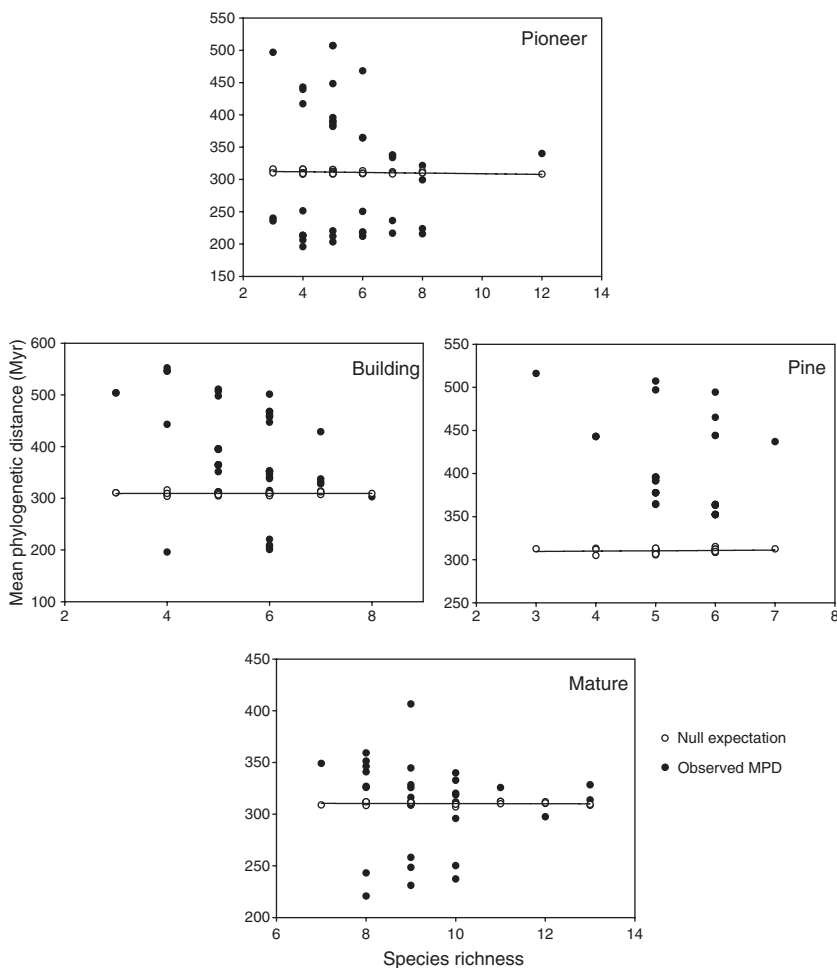 Pioneer
550
500
450
400
350
300
250
200
150
2 4 6 8 10 12 14
Mean phylogenetic distance (Myr)
Building
600
500
400
300
200
100
2 4 6 8
Pine
550
500
450
400
350
300
250
2 3 4 5 6 7 8
Mature
450
400
350
300
250
200
6 8 10 12 14
Species richness
Null expectation
Observed MPD